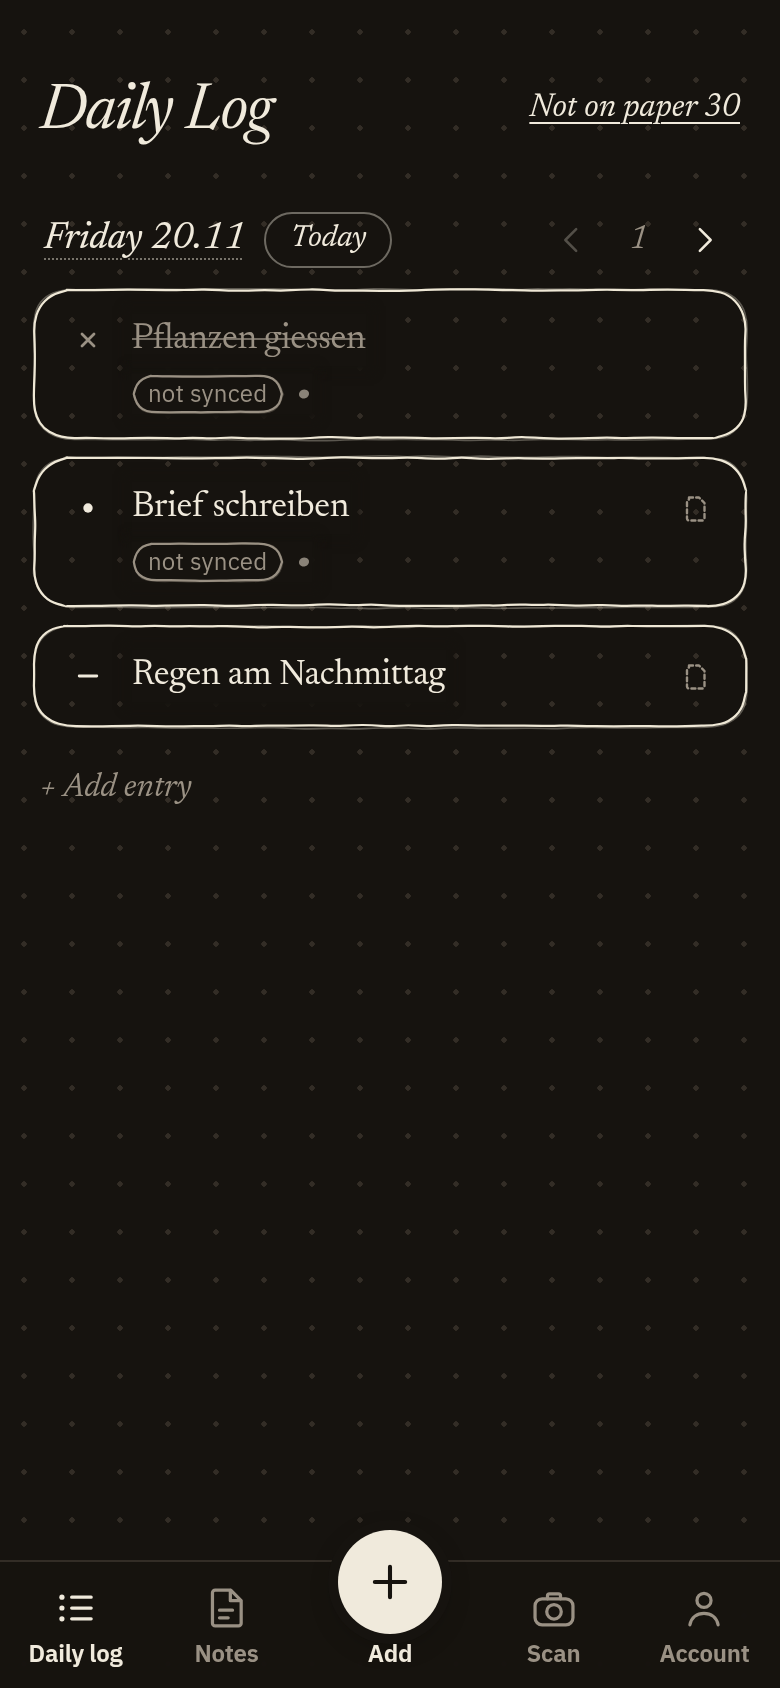 Daily Log
Not on paper 30
Friday 20.11
Today
1
× Pflanzen giessen
not synced •
• Brief schreiben
not synced •
– Regen am Nachmittag
+ Add entry
Daily log
Notes
Add
Scan
Account